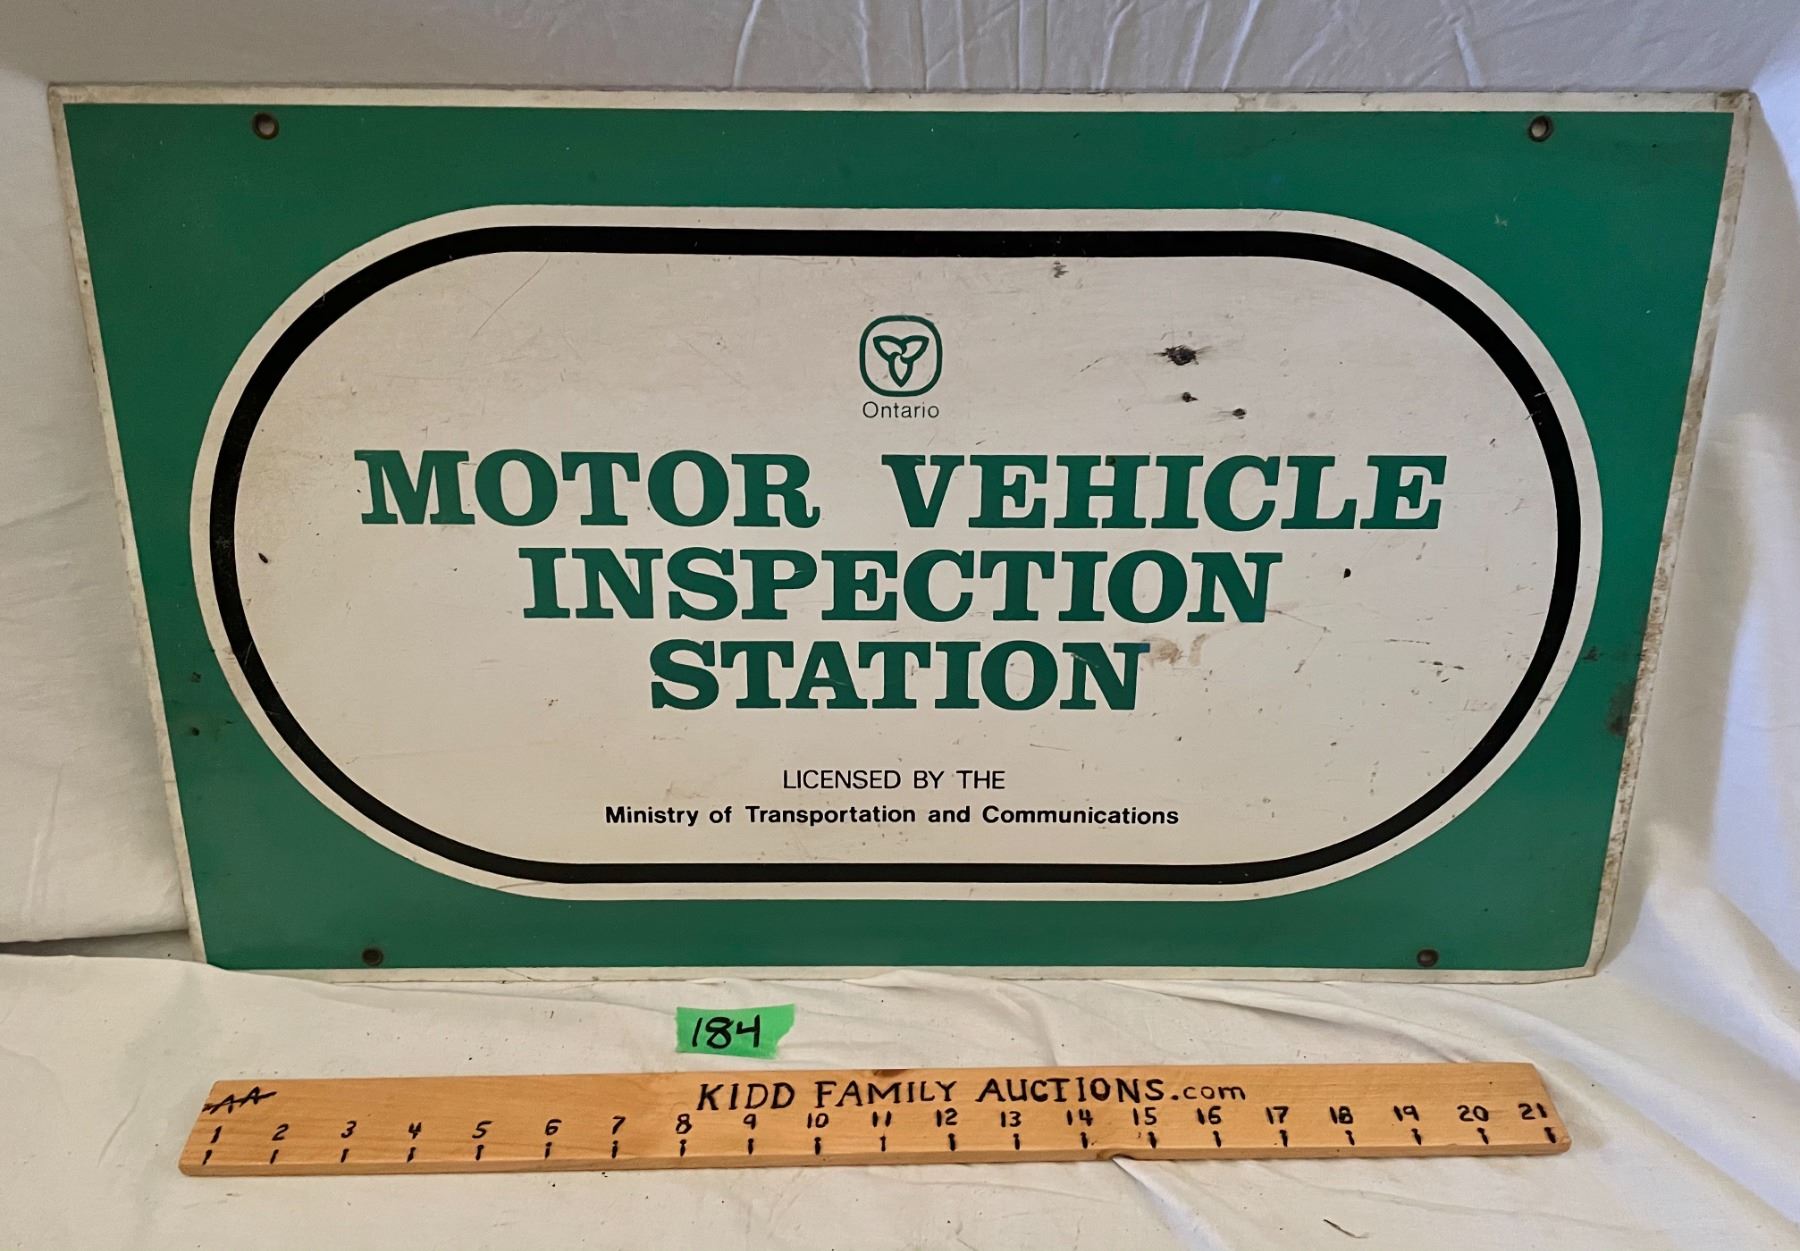 Ontario
MOTOR VEHICLE
INSPECTION
STATION
LICENSED BY THE
Ministry of Transportation and Communications
184
KIDD FAMILY AUCTIONS.com
AA
1 2 3 4 5 6 7 8 9 10 11 12 13 14 15 16 17 18 19 20 21